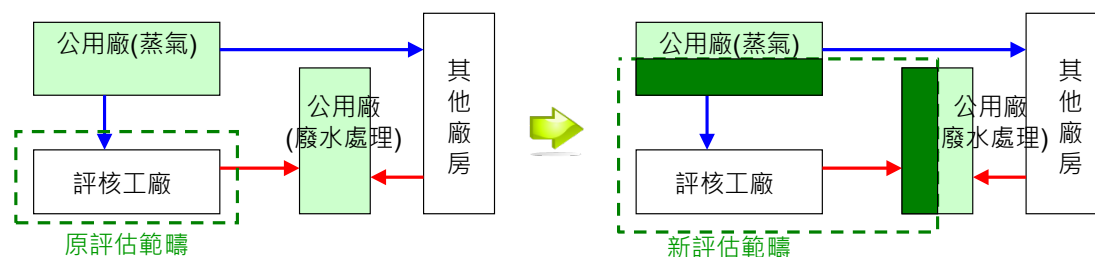 公用廠(蒸氣)
其他廠房
公用廠
(廢水處理)
評核工廠
原評估範疇
公用廠(蒸氣)
其他廠房
公用廠
廢水處理)
評核工廠
新評估範疇